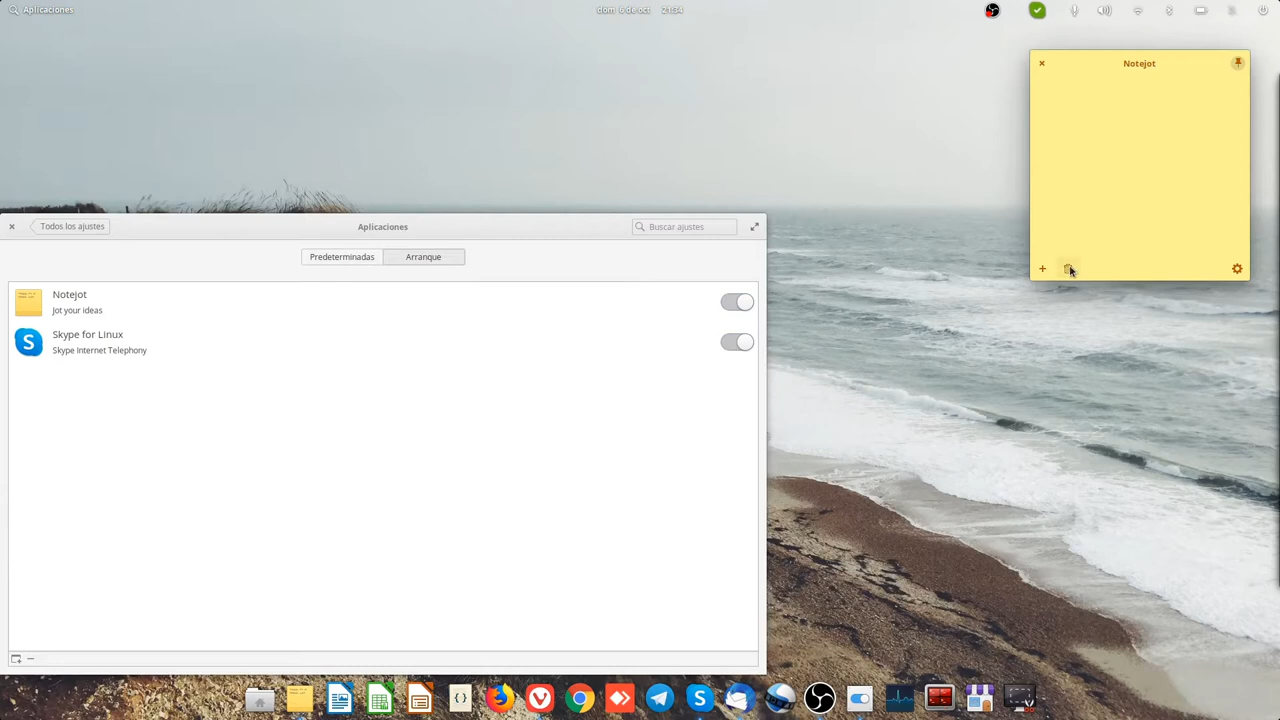 Aplicaciones
dom 6 de oct 21:34
Notejot
Todos los ajustes
Aplicaciones
Buscar ajustes
Predeterminadas
Arranque
Notejot
Jot your ideas
Skype for Linux
Skype Internet Telephony